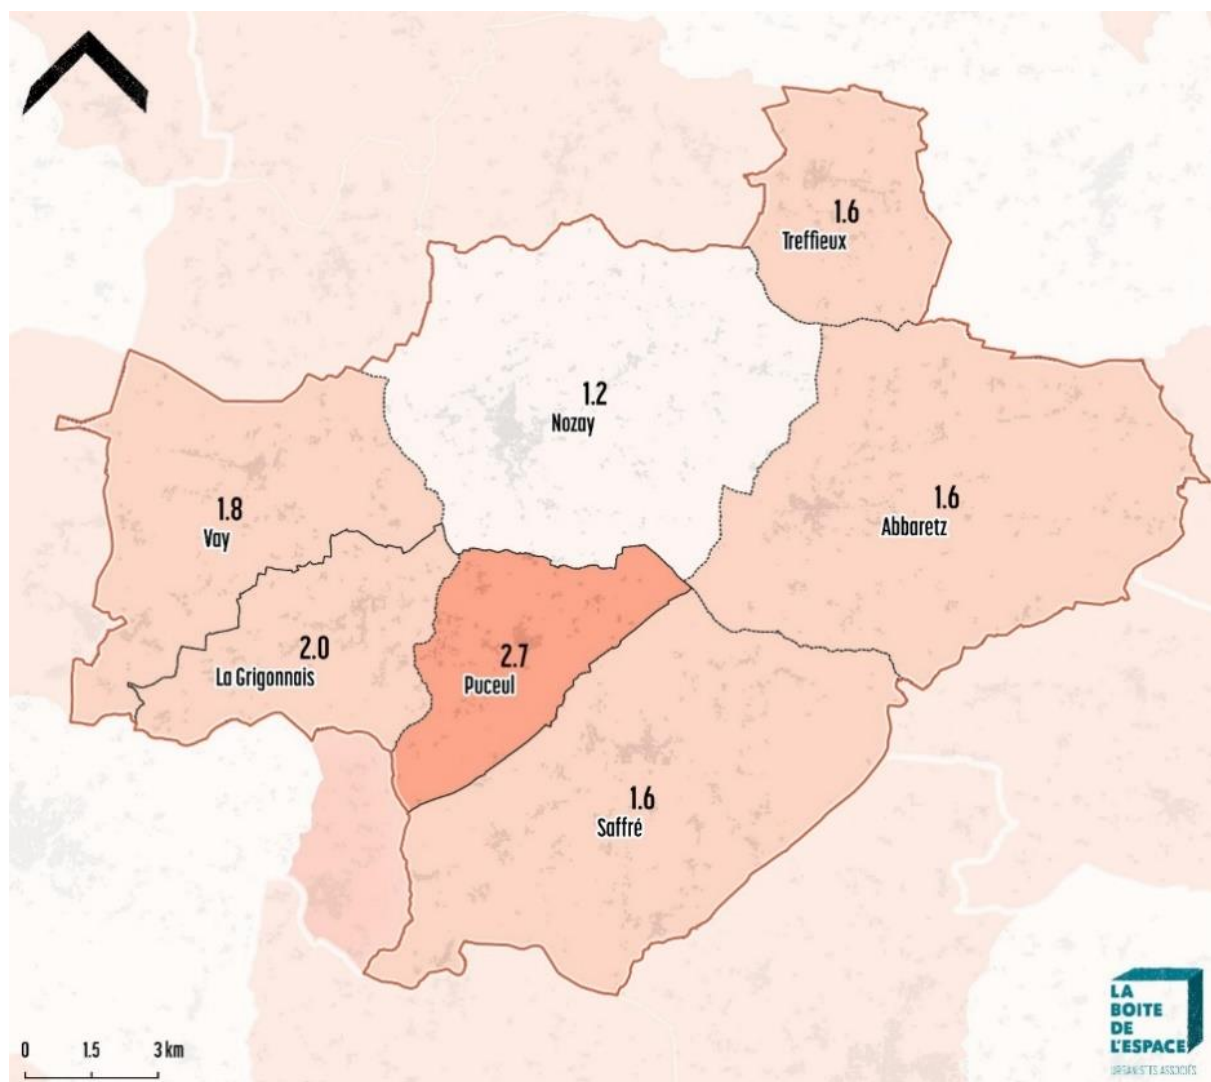 1.6
Treffieux
1.2
Nozay
1.8
Vay
1.6
Abbaretz
2.0
La Grigonnais
2.7
Puceul
1.6
Saffré
0 1.5 3 km
LA
BOITE
DE
L'ESPACE
URBANISTES ASSOCIÉS